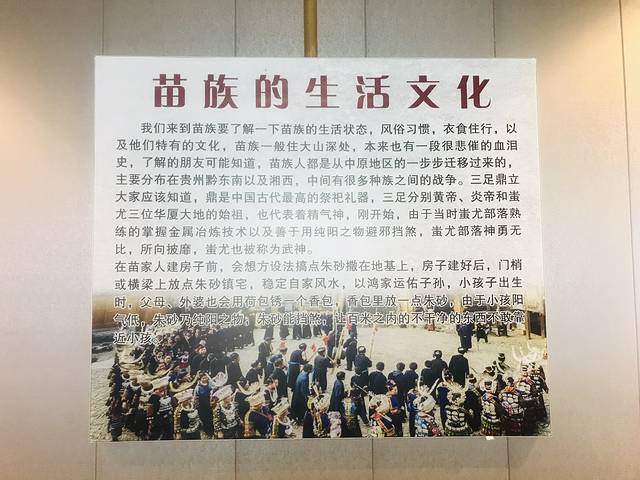 苗族的生活文化
我们来到苗族要了解一下苗族的生活状态，风俗习惯，衣食住行，以
及他们特有的文化，苗族一般住大山深处，本来也有一段很悲催的血泪
史，了解的朋友可能知道，苗族人都是从中原地区的一步步迁移过来的，
主要分布在贵州黔东南以及湘西，中间有很多种族之间的战争。三足鼎立
大家应该知道，鼎是中国古代最高的祭祀礼器，三足分别黄帝、炎帝和蚩
尤三位华厦大地的始祖，也代表着精气神，刚开始，由于当时蚩尤部落熟
练的掌握金属冶炼技术以及善于用纯阳之物避邪挡煞，蚩尤部落神勇无
比，所向披靡，蚩尤也被称为武神。
在苗家人建房子前，会想方设法搞点朱砂撒在地基上，房子建好后，门梢
或横梁上放点朱砂镇宅，稳定自家风水，以鸿家运佑子孙，小孩子出生
时，父母、外婆也会用荷包锈一个香包，香包里放一点朱砂，由于小孩阳
气低，朱砂乃纯阳之物，朱砂能挡煞，让百米之内的不干净的东西不敢靠
近小孩。